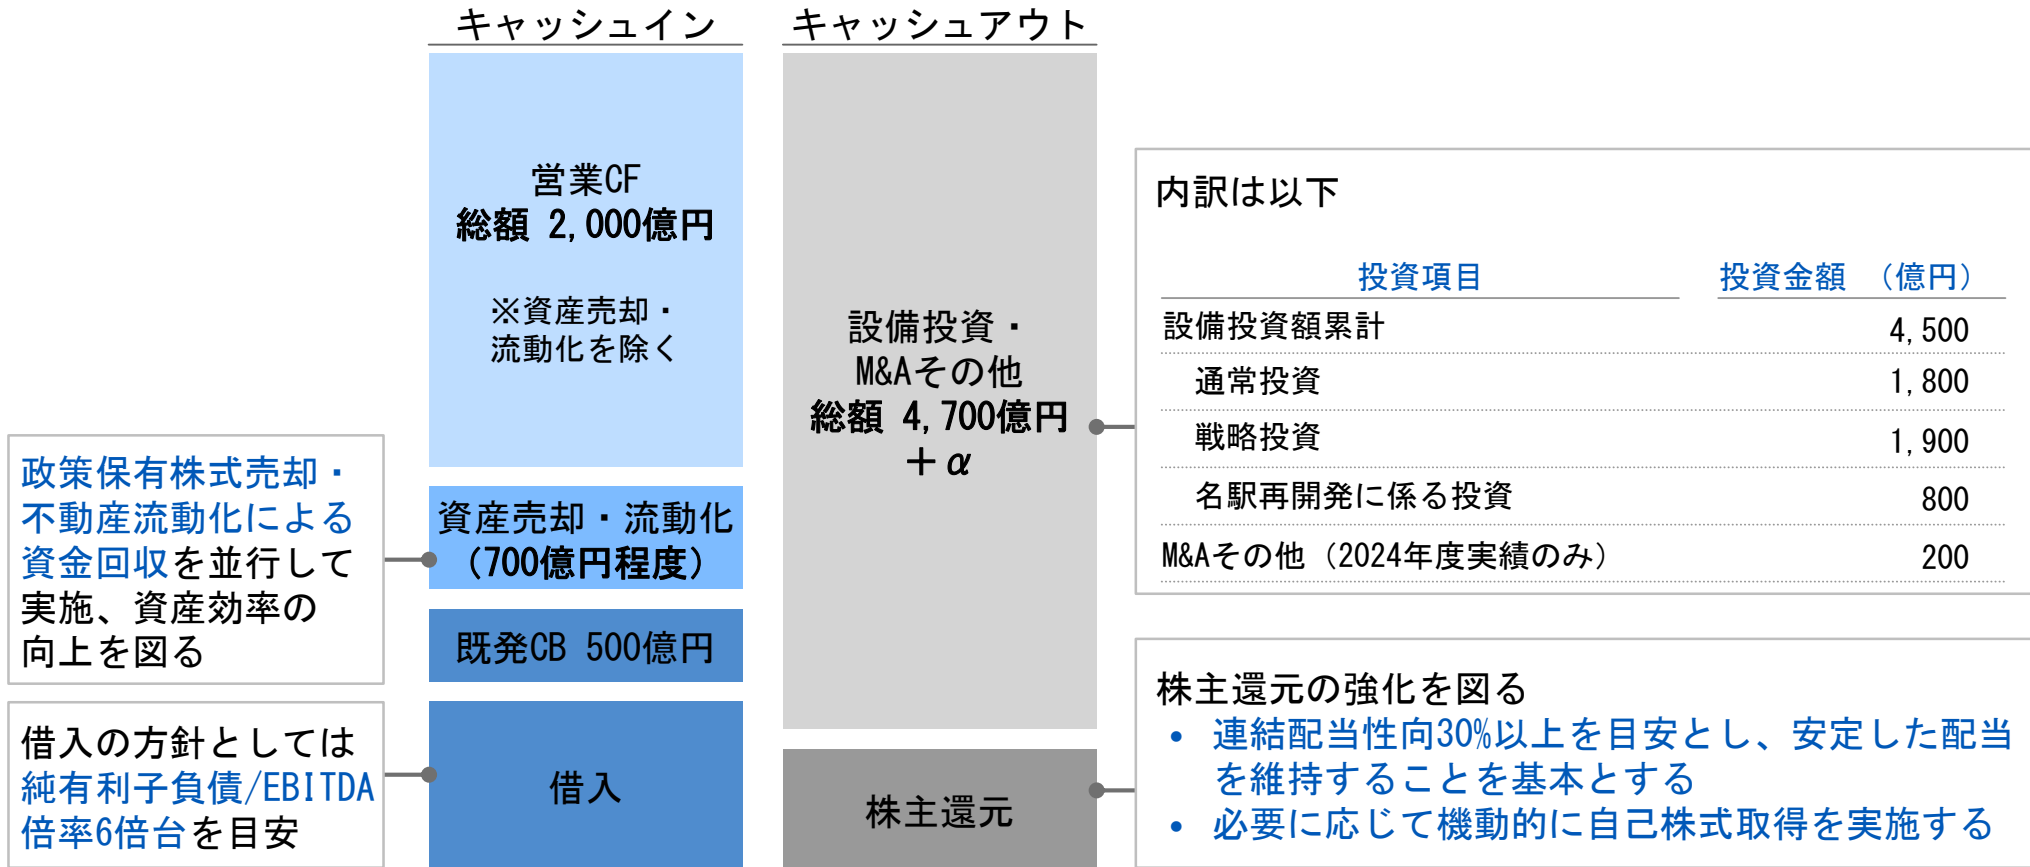 キャッシュイン
キャッシュアウト
営業CF
総額 2,000億円
※資産売却・
流動化を除く
資産売却・流動化
（700億円程度）
既発CB 500億円
借入
政策保有株式売却・
不動産流動化による
資金回収を並行して
実施、資産効率の
向上を図る
借入の方針としては
純有利子負債/EBITDA
倍率6倍台を目安
設備投資・
M&Aその他
総額 4,700億円
＋α
株主還元
内訳は以下
投資項目 投資金額 （億円）
設備投資額累計 4,500
通常投資 1,800
戦略投資 1,900
名駅再開発に係る投資 800
M&Aその他（2024年度実績のみ） 200
株主還元の強化を図る
• 連結配当性向30%以上を目安とし、安定した配当
を維持することを基本とする
• 必要に応じて機動的に自己株式取得を実施する